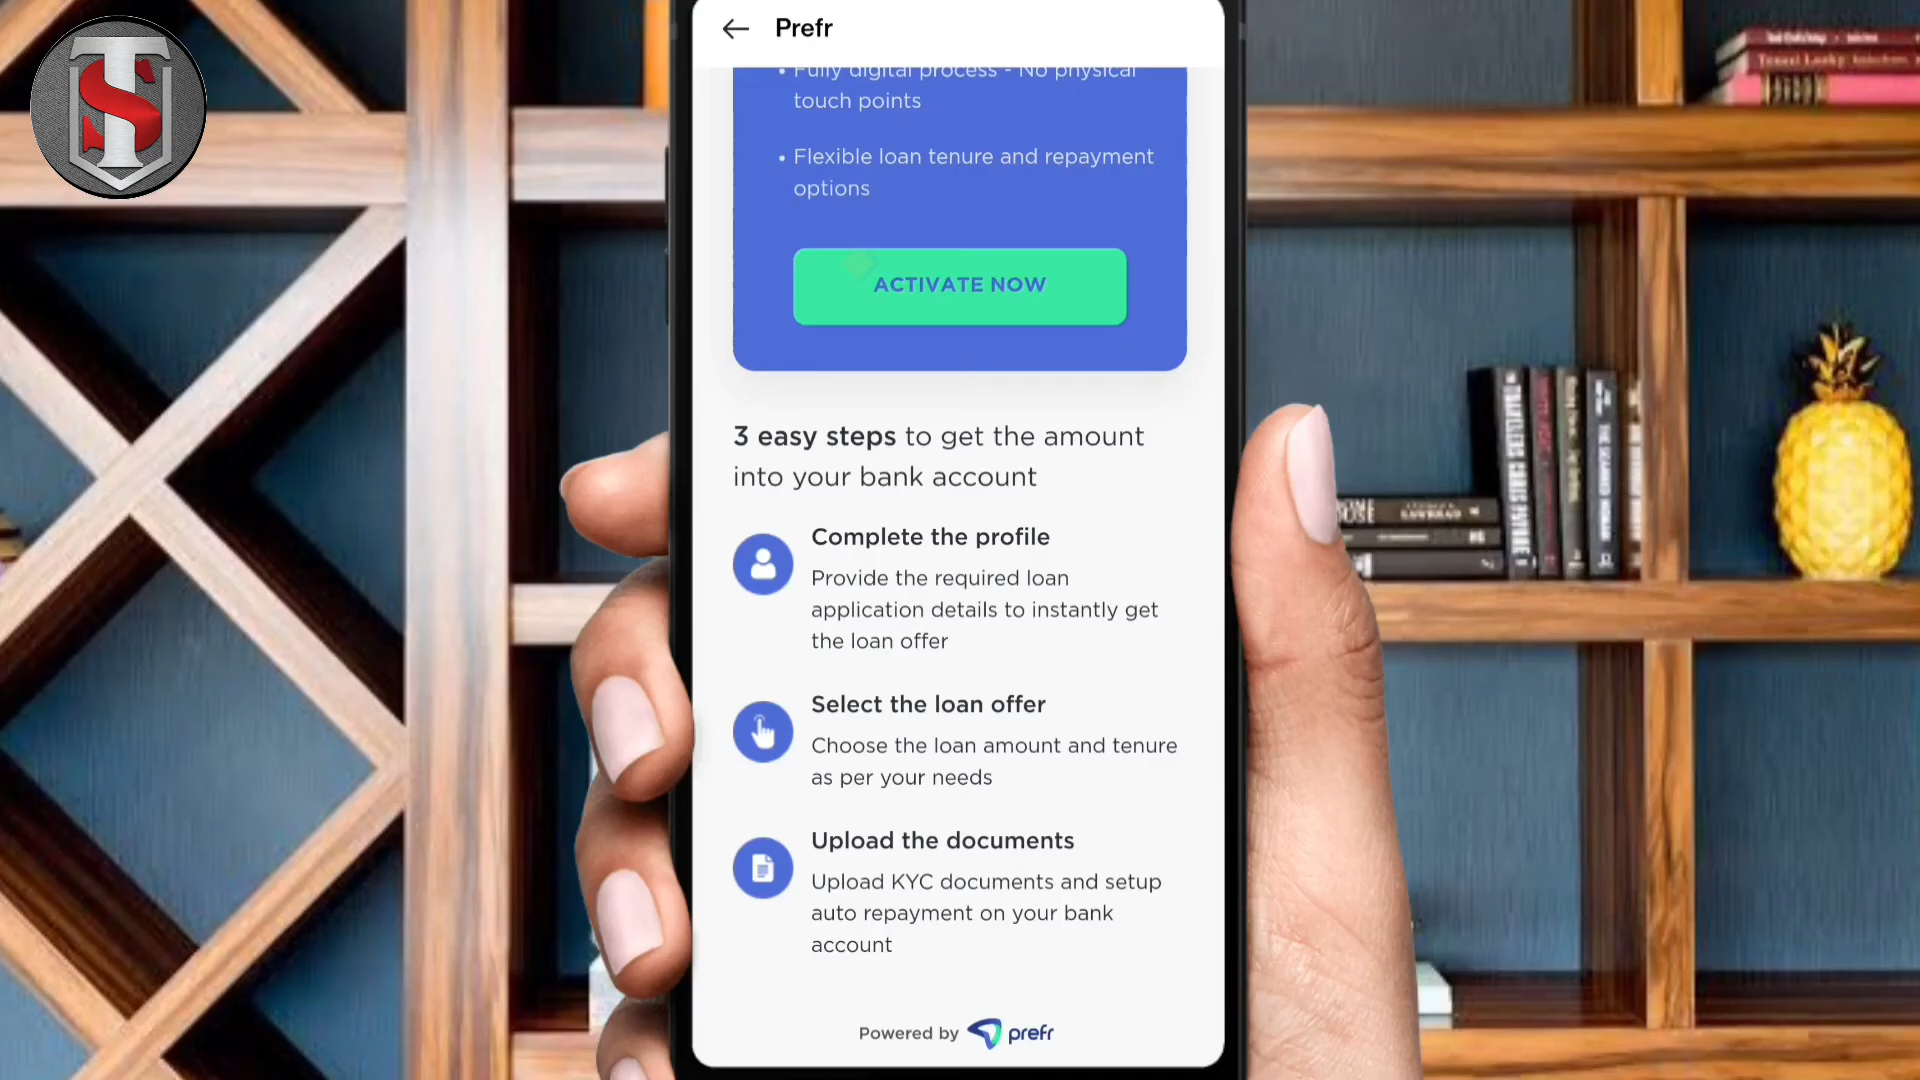 Prefr
• Fully digital process - No physical
touch points
• Flexible loan tenure and repayment
options
ACTIVATE NOW
3 easy steps to get the amount
into your bank account
Complete the profile
Provide the required loan
application details to instantly get
the loan offer
Select the loan offer
Choose the loan amount and tenure
as per your needs
Upload the documents
Upload KYC documents and setup
auto repayment on your bank
account
Powered by prefr